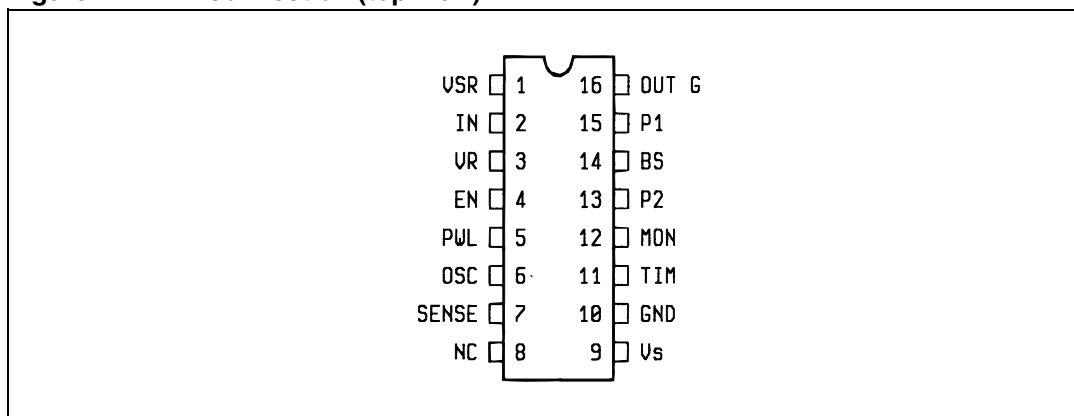 VSR 1 16 OUT G
IN 2 15 P1
VR 3 14 BS
EN 4 13 P2
PWL 5 12 MON
OSC 6 11 TIM
SENSE 7 10 GND
NC 8 9 Vs